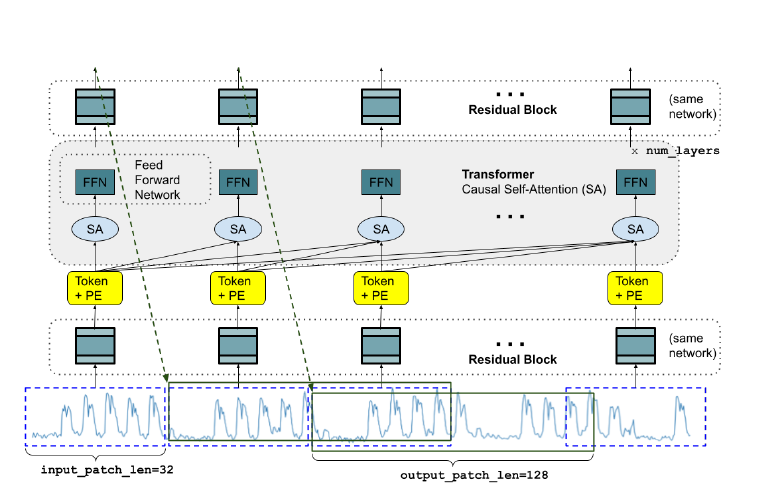 . . .
Residual Block
(same
network)
x num_layers
Feed
Forward
Network
Transformer
Causal Self-Attention (SA)
FFN FFN FFN FFN
. . .
SA SA SA SA
Token
+ PE
Token
+ PE
Token
+ PE
Token
+ PE
. . .
Residual Block
(same
network)
input_patch_len=32
output_patch_len=128